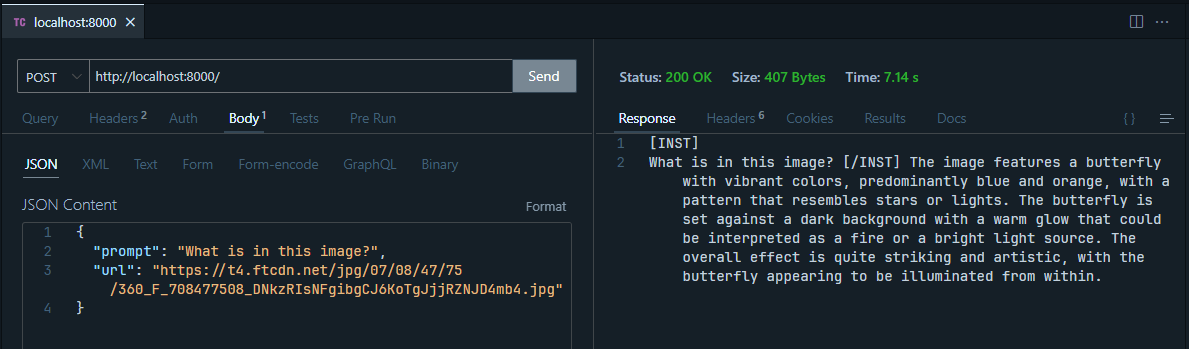 TC localhost:8000 ×
POST http://localhost:8000/ Send
Query Headers 2 Auth Body 1 Tests Pre Run
JSON XML Text Form Form-encode GraphQL Binary
JSON Content Format
1 {
2 "prompt": "What is in this image?",
3 "url": "https://t4.ftcdn.net/jpg/07/08/47/75
/360_F_708477508_DNkzRIsNFgibgCJ6KoTgJjjRZNJD4mb4.jpg"
4 }
Status: 200 OK Size: 407 Bytes Time: 7.14 s
Response Headers 6 Cookies Results Docs { }
1 [INST]
2 What is in this image? [/INST] The image features a butterfly
with vibrant colors, predominantly blue and orange, with a
pattern that resembles stars or lights. The butterfly is
set against a dark background with a warm glow that could
be interpreted as a fire or a bright light source. The
overall effect is quite striking and artistic, with the
butterfly appearing to be illuminated from within.